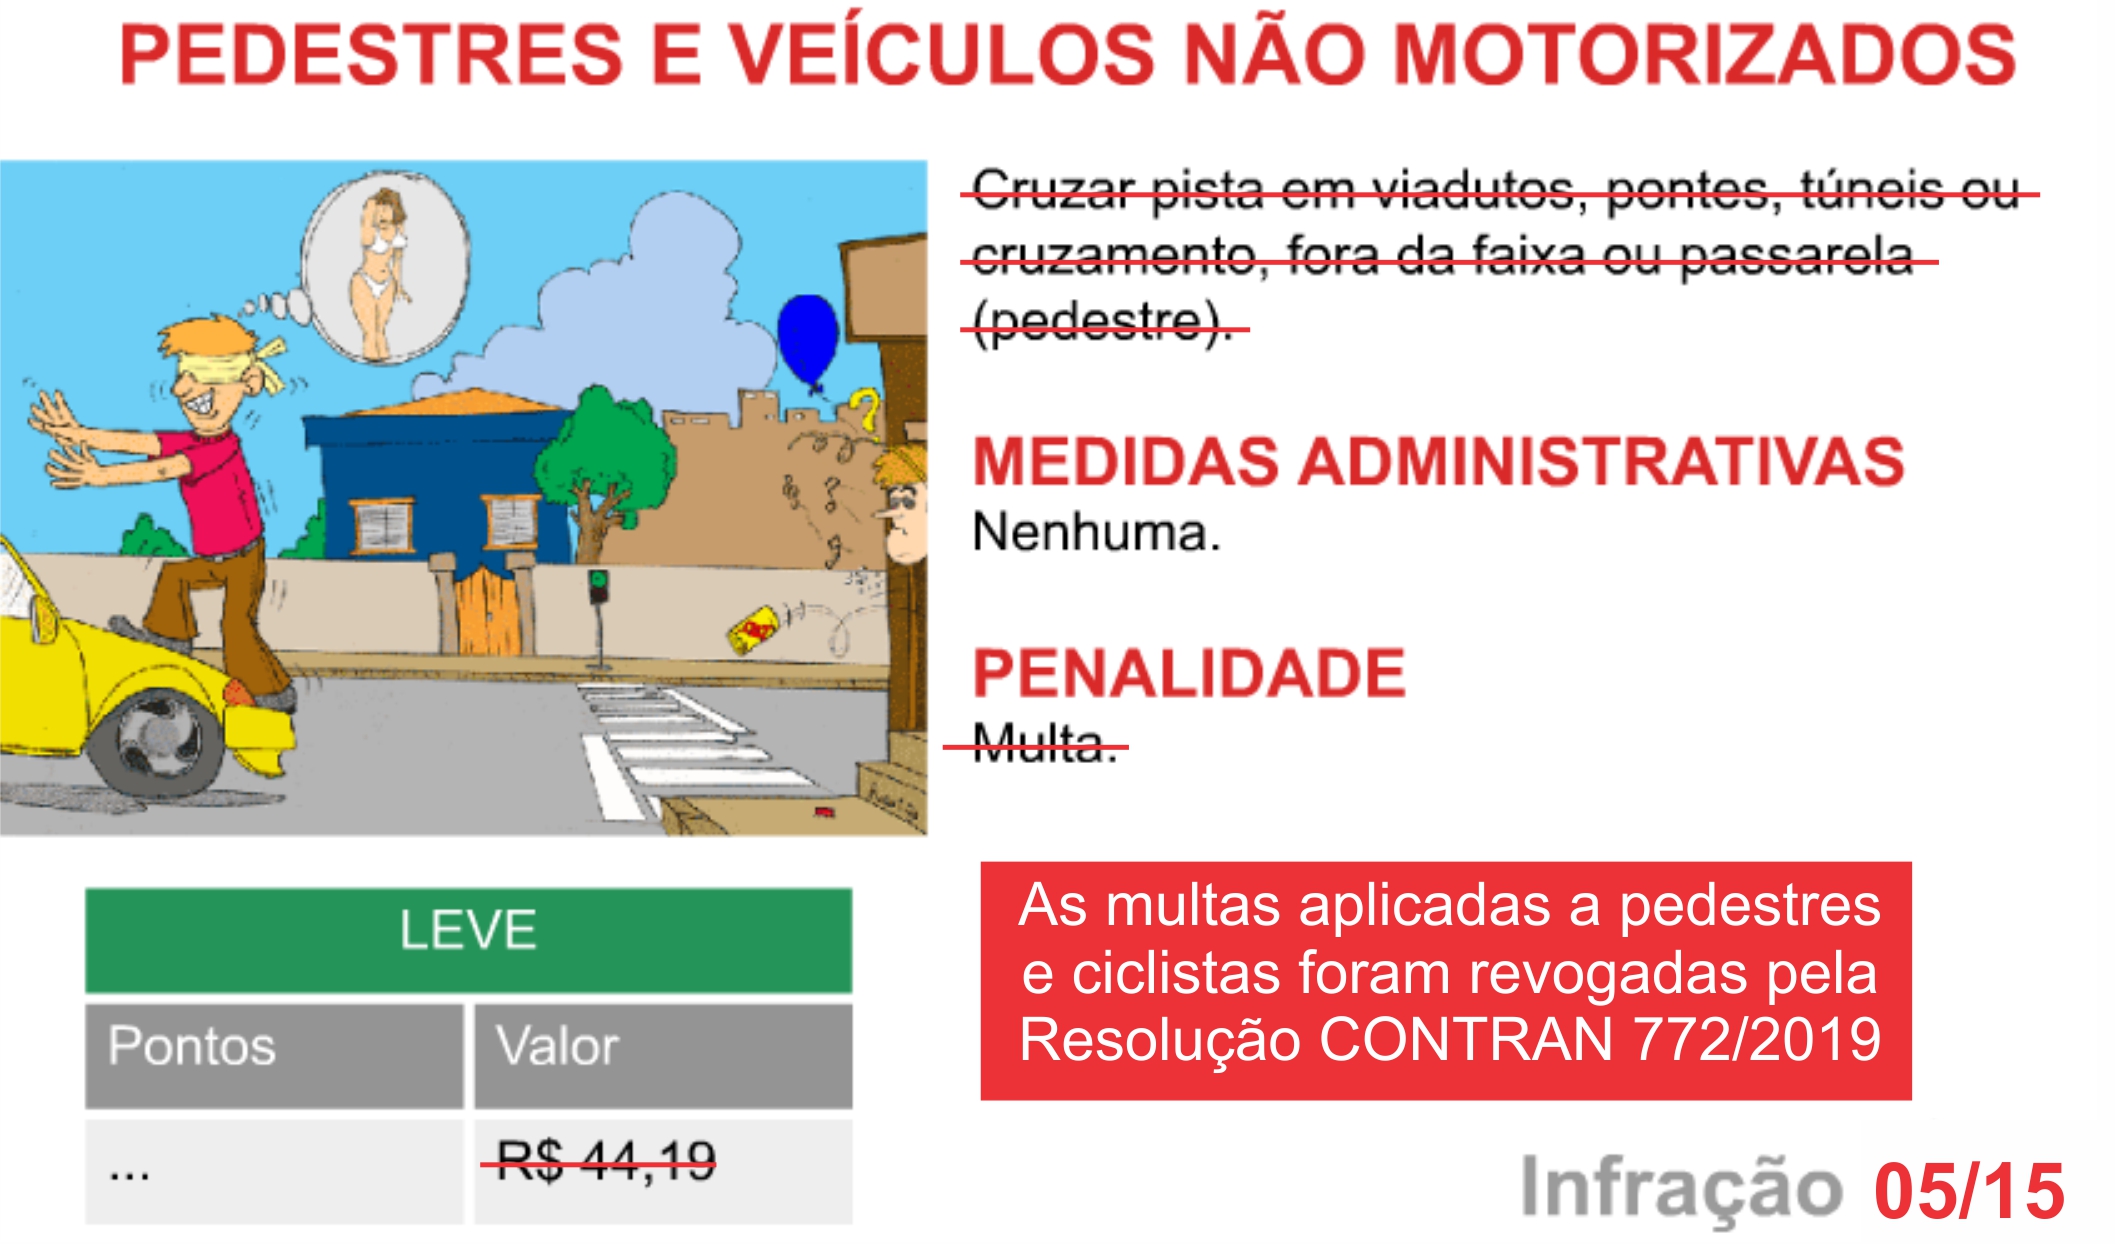 PEDESTRES E VEÍCULOS NÃO MOTORIZADOS
Cruzar pista em viadutos, pontes, túneis ou
cruzamento, fora da faixa ou passarela
(pedestre).
MEDIDAS ADMINISTRATIVAS
Nenhuma.
PENALIDADE
Multa.
LEVE
Pontos Valor
... R$ 44,19
As multas aplicadas a pedestres
e ciclistas foram revogadas pela
Resolução CONTRAN 772/2019
Infração 05/15